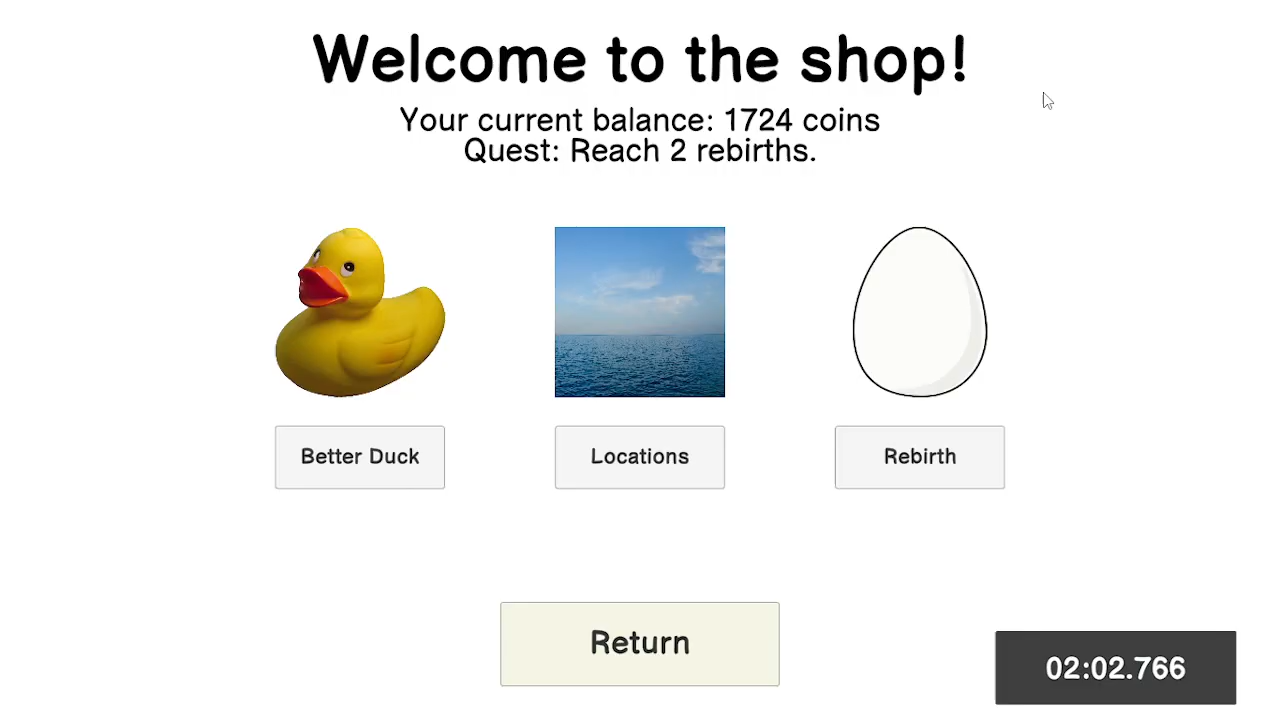 Welcome to the shop!
Your current balance: 1724 coins
Quest: Reach 2 rebirths.
Better Duck
Locations
Rebirth
Return
02:02.766